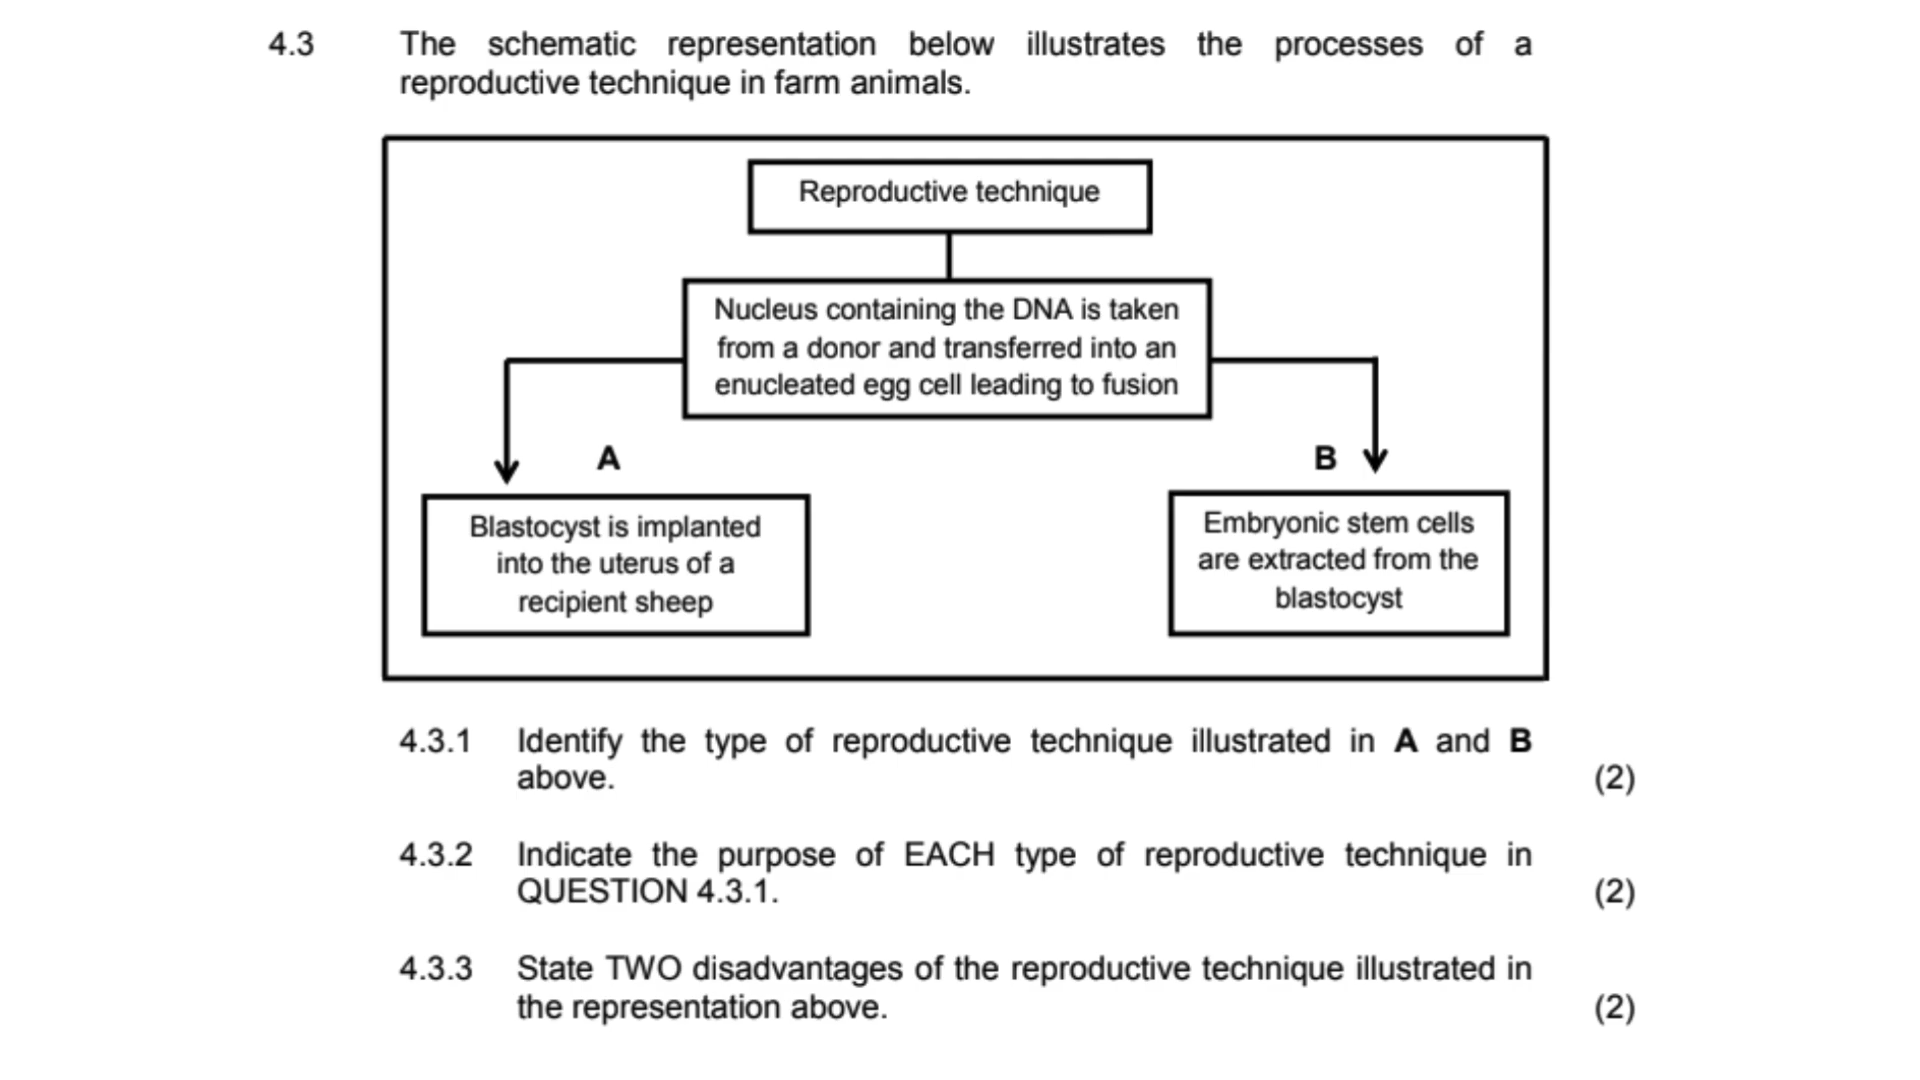 4.3 The schematic representation below illustrates the processes of a
reproductive technique in farm animals.
Reproductive technique
Nucleus containing the DNA is taken
from a donor and transferred into an
enucleated egg cell leading to fusion
A
B
Blastocyst is implanted
into the uterus of a
recipient sheep
Embryonic stem cells
are extracted from the
blastocyst
4.3.1 Identify the type of reproductive technique illustrated in A and B
above. (2)
4.3.2 Indicate the purpose of EACH type of reproductive technique in
QUESTION 4.3.1. (2)
4.3.3 State TWO disadvantages of the reproductive technique illustrated in
the representation above. (2)